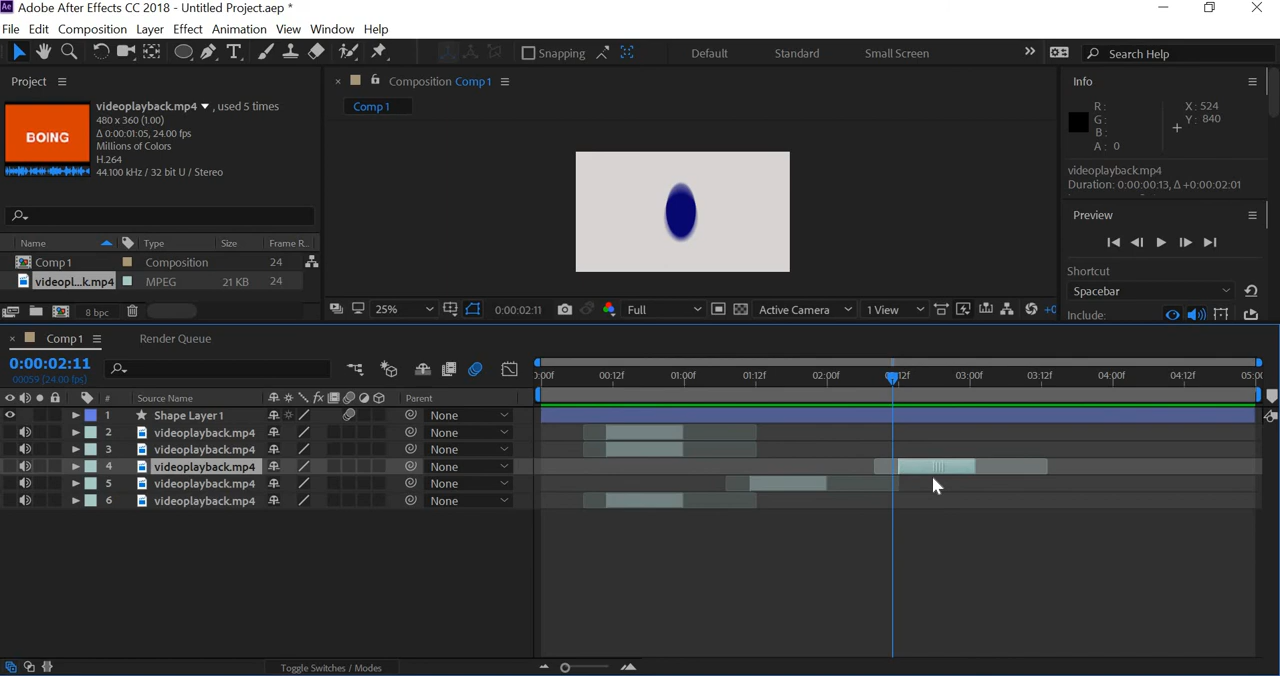 Adobe After Effects CC 2018 - Untitled Project.aep *
File Edit Composition Layer Effect Animation View Window Help
Snapping Default Standard Small Screen Search Help
Project
Composition Comp 1
Info
videoplayback.mp4 , used 5 times
480 x 360 (1.00)
Δ 0:00:01:05, 24.00 fps
Millions of Colors
H.264
44.100 kHz / 32 bit U / Stereo
BOING
Comp 1
R:
G:
B:
A: 0
X: 524
Y: 840
videoplayback.mp4
Duration: 0:00:00:13, Δ +0:00:02:01
Preview
Name Type Size Frame R...
Comp 1 Composition 24
videopl...k.mp4 MPEG 21 KB 24
Shortcut
Spacebar
Include:
8 bpc
25% 0:00:02:11 Full Active Camera 1 View +0
Comp 1 Render Queue
0:00:02:11
00059 (24.00 fps)
:00f 00:12f 01:00f 01:12f 02:00f 12f 03:00f 03:12f 04:00f 04:12f 05:0
# Source Name fx Parent
1 Shape Layer 1 None
2 videoplayback.mp4 None
3 videoplayback.mp4 None
4 videoplayback.mp4 None
5 videoplayback.mp4 None
6 videoplayback.mp4 None
Toggle Switches / Modes